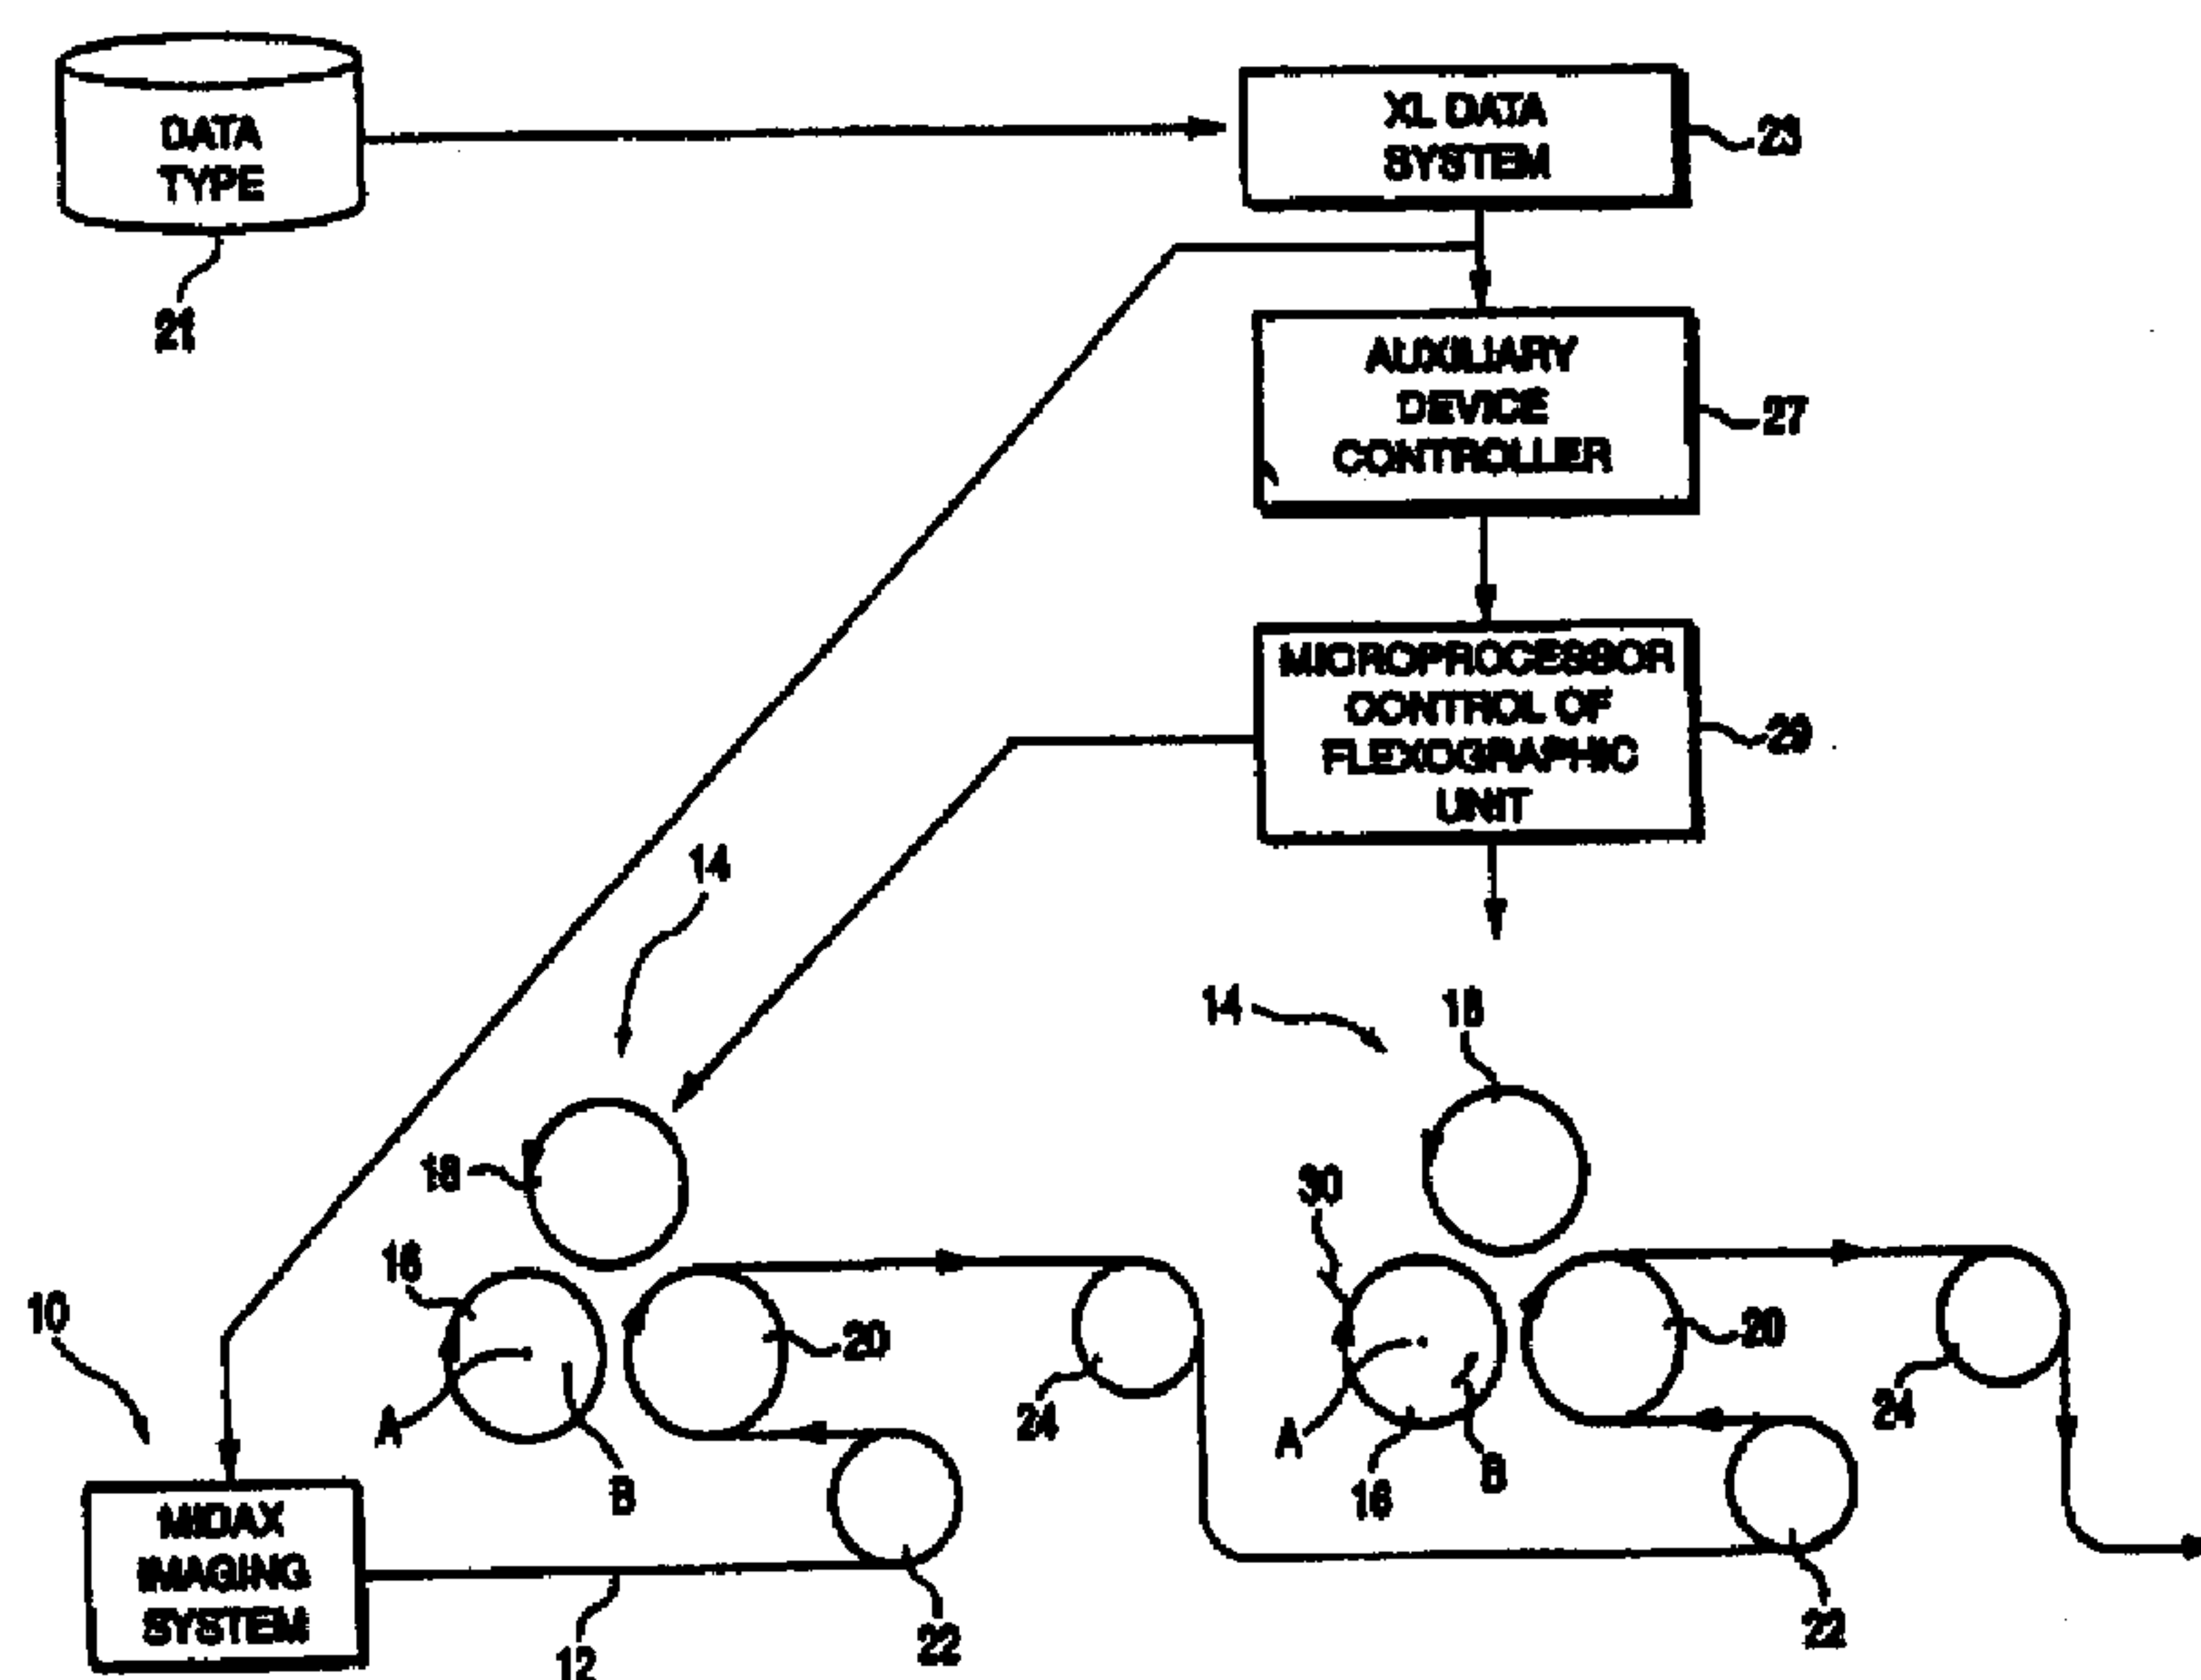 DATA
TYPE
21
XL DATA
SYSTEM
23
AUXILIARY
DEVICE
CONTROLLER
27
MICROPROCESSOR
CONTROL OF
FLEXOGRAPHIC
UNIT
29
14
14
18
18
30
16
10
20
20
24
24
A
B
A
16
B
MIDAX
IMAGING
SYSTEM
12
22
22